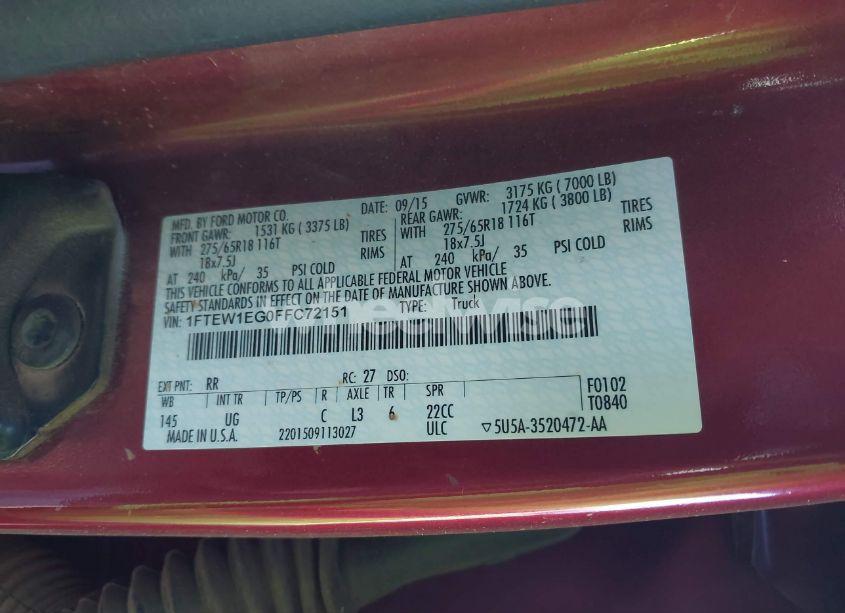 MFD. BY FORD MOTOR CO. DATE: 09/15 GVWR: 3175 KG (7000 LB)
FRONT GAWR: 1531 KG (3375 LB) REAR GAWR: 1724 KG (3800 LB)
WITH 275/65R18 116T TIRES WITH 275/65R18 116T TIRES
18x7.5J RIMS 18x7.5J RIMS
AT 240 kPa/ 35 PSI COLD AT 240 kPa/ 35 PSI COLD
THIS VEHICLE CONFORMS TO ALL APPLICABLE FEDERAL MOTOR VEHICLE
SAFETY STANDARDS IN EFFECT ON THE DATE OF MANUFACTURE SHOWN ABOVE.
VIN: 1FTEW1EG0FFC72151 TYPE: Truck
EXT PNT: RR RC: 27 DSO: F0102
WB INT TR TP/PS R AXLE TR SPR T0840
145 UG C L3 6 22CC
MADE IN U.S.A. 2201509113027 ULC ▽5U5A-3520472-AA